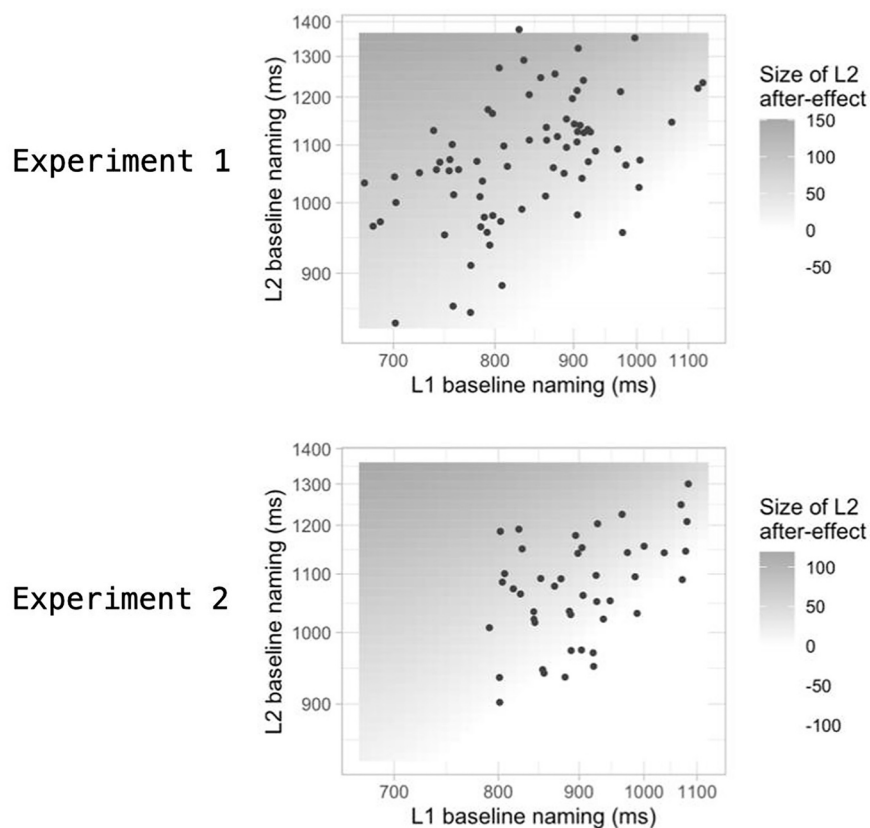 Experiment 1
L2 baseline naming (ms)
1400
1300
1200
1100
1000
900
700 800 900 1000 1100
L1 baseline naming (ms)
Size of L2
after-effect
150
100
50
0
-50
Experiment 2
L2 baseline naming (ms)
1400
1300
1200
1100
1000
900
700 800 900 1000 1100
L1 baseline naming (ms)
Size of L2
after-effect
100
50
0
-50
-100